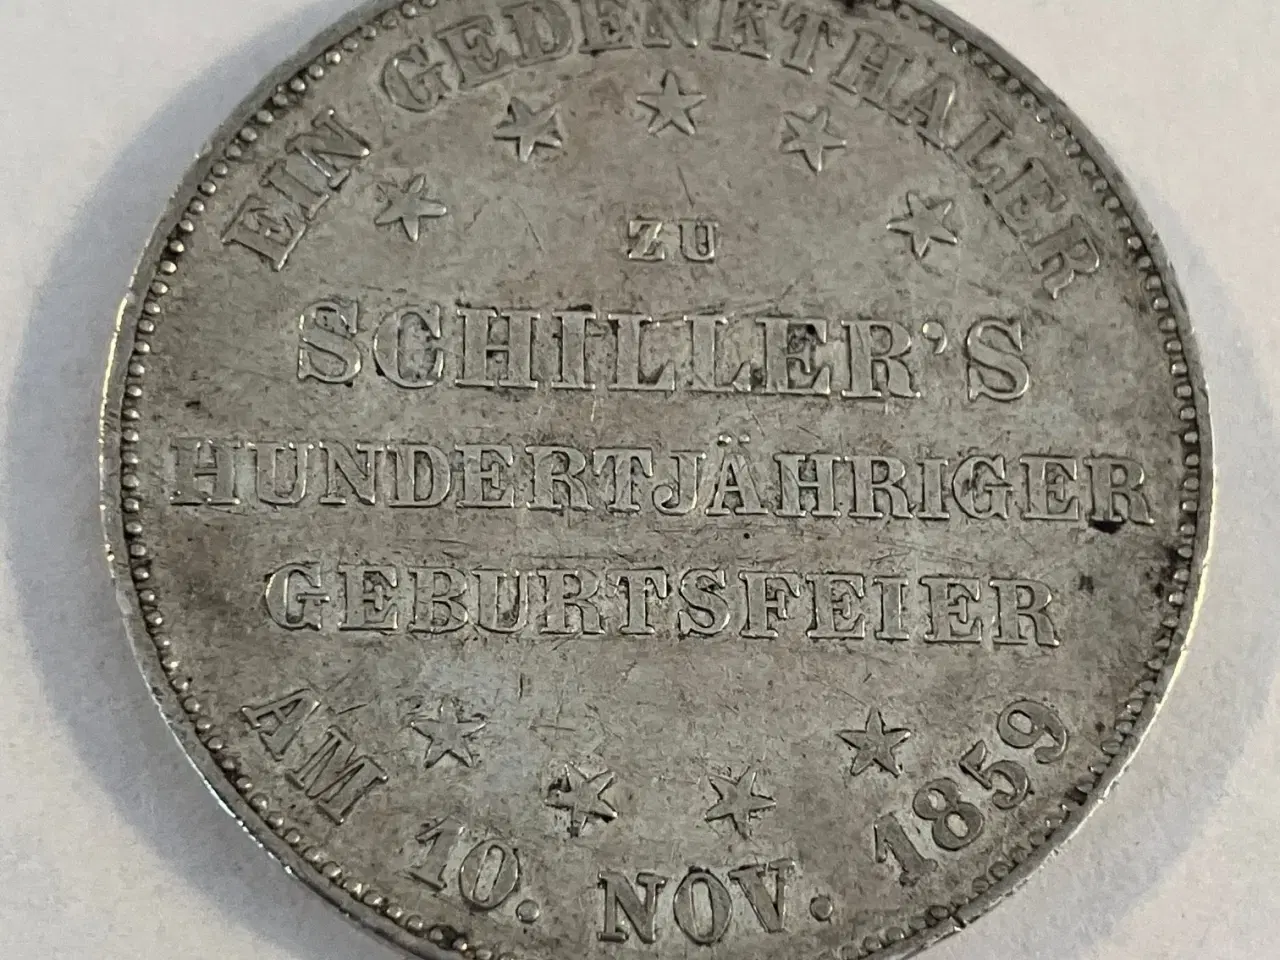 EIN GEDENKTHALER
ZU
SCHILLER'S
HUNDERTJÄHRIGER
GEBURTSFEIER
AM 10. NOV. 1859